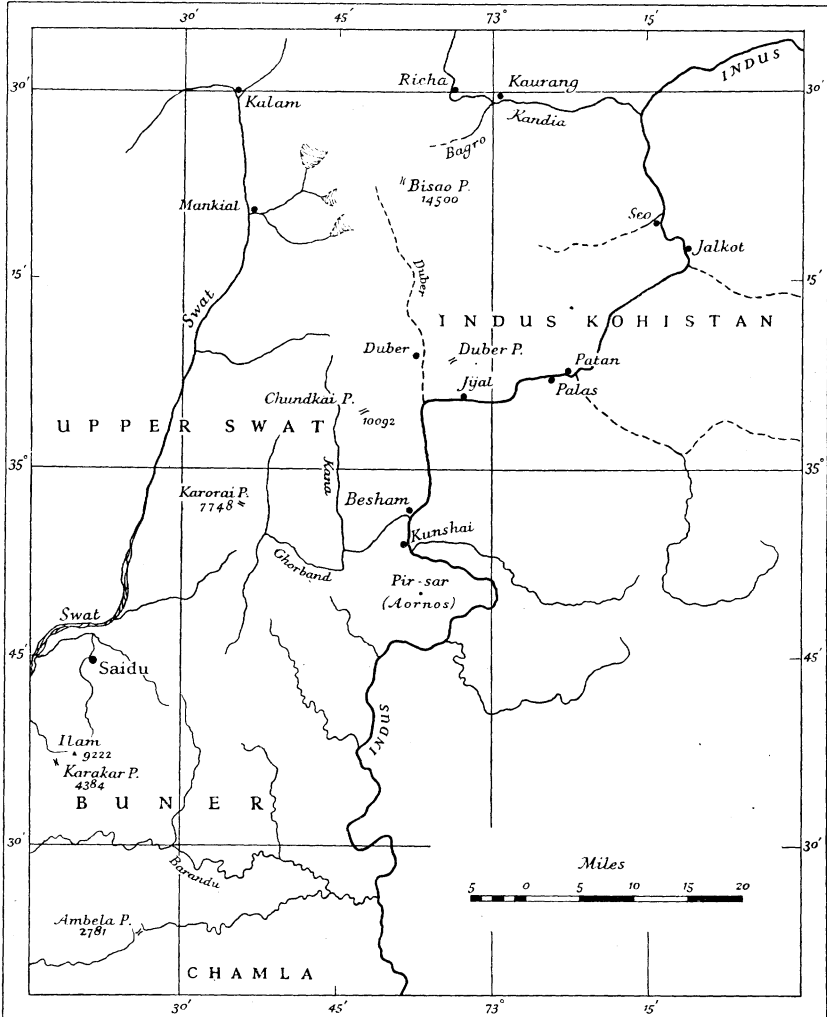 30′ 45′ 73° 15′
INDUS
30′ Richa Kaurang 30′
Kalam Kandia
Bagro
Bisao P.
14500
Mankial Seo
Jalkot
15′ Duber 15′
Swat
INDUS KOHISTAN
Duber Duber P. Patan
Jijal Palas
Chundkai P.
10092
UPPER SWAT
35° Kana 35°
Karorai P. Besham
7748
Kunshai
Ghorband
Pir-sar
(Aornos)
Swat
45′ 45′
Saidu
INDUS
Ilam
9222
Karakar P.
4384
BUNER
30′ 30′
Miles
Barandu
5 0 5 10 15 20
Ambela P.
2781
CHAMLA
30′ 45′ 73° 15′